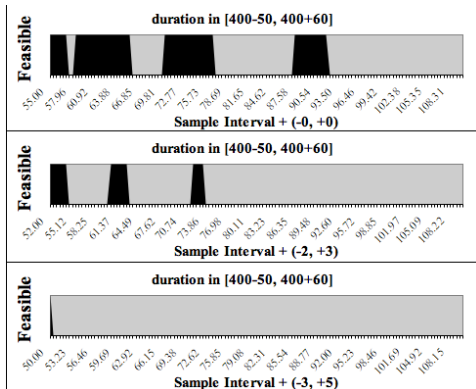 duration in [400-50, 400+60]
Feasible
55.00 57.96 60.92 63.88 66.85 69.81 72.77 75.73 78.69 81.65 84.62 87.58 90.54 93.50 96.46 99.42 102.38 105.35 108.31
Sample Interval + (-0, +0)
duration in [400-50, 400+60]
Feasible
52.00 55.12 58.25 61.37 64.49 67.62 70.74 73.86 76.98 80.11 83.23 86.35 89.48 92.60 95.72 98.85 101.97 105.09 108.22
Sample Interval + (-2, +3)
duration in [400-50, 400+60]
Feasible
50.00 53.23 56.46 59.69 62.92 66.15 69.38 72.62 75.85 79.08 82.31 85.54 88.77 92.00 95.23 98.46 101.69 104.92 108.15
Sample Interval + (-3, +5)